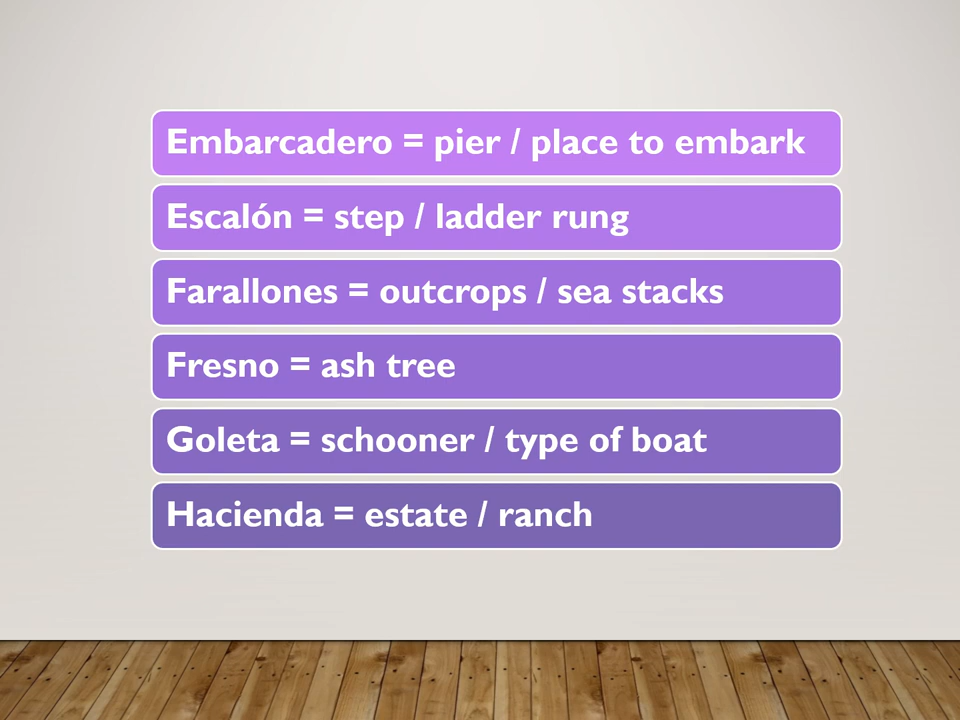 Embarcadero = pier / place to embark
Escalón = step / ladder rung
Farallones = outcrops / sea stacks
Fresno = ash tree
Goleta = schooner / type of boat
Hacienda = estate / ranch